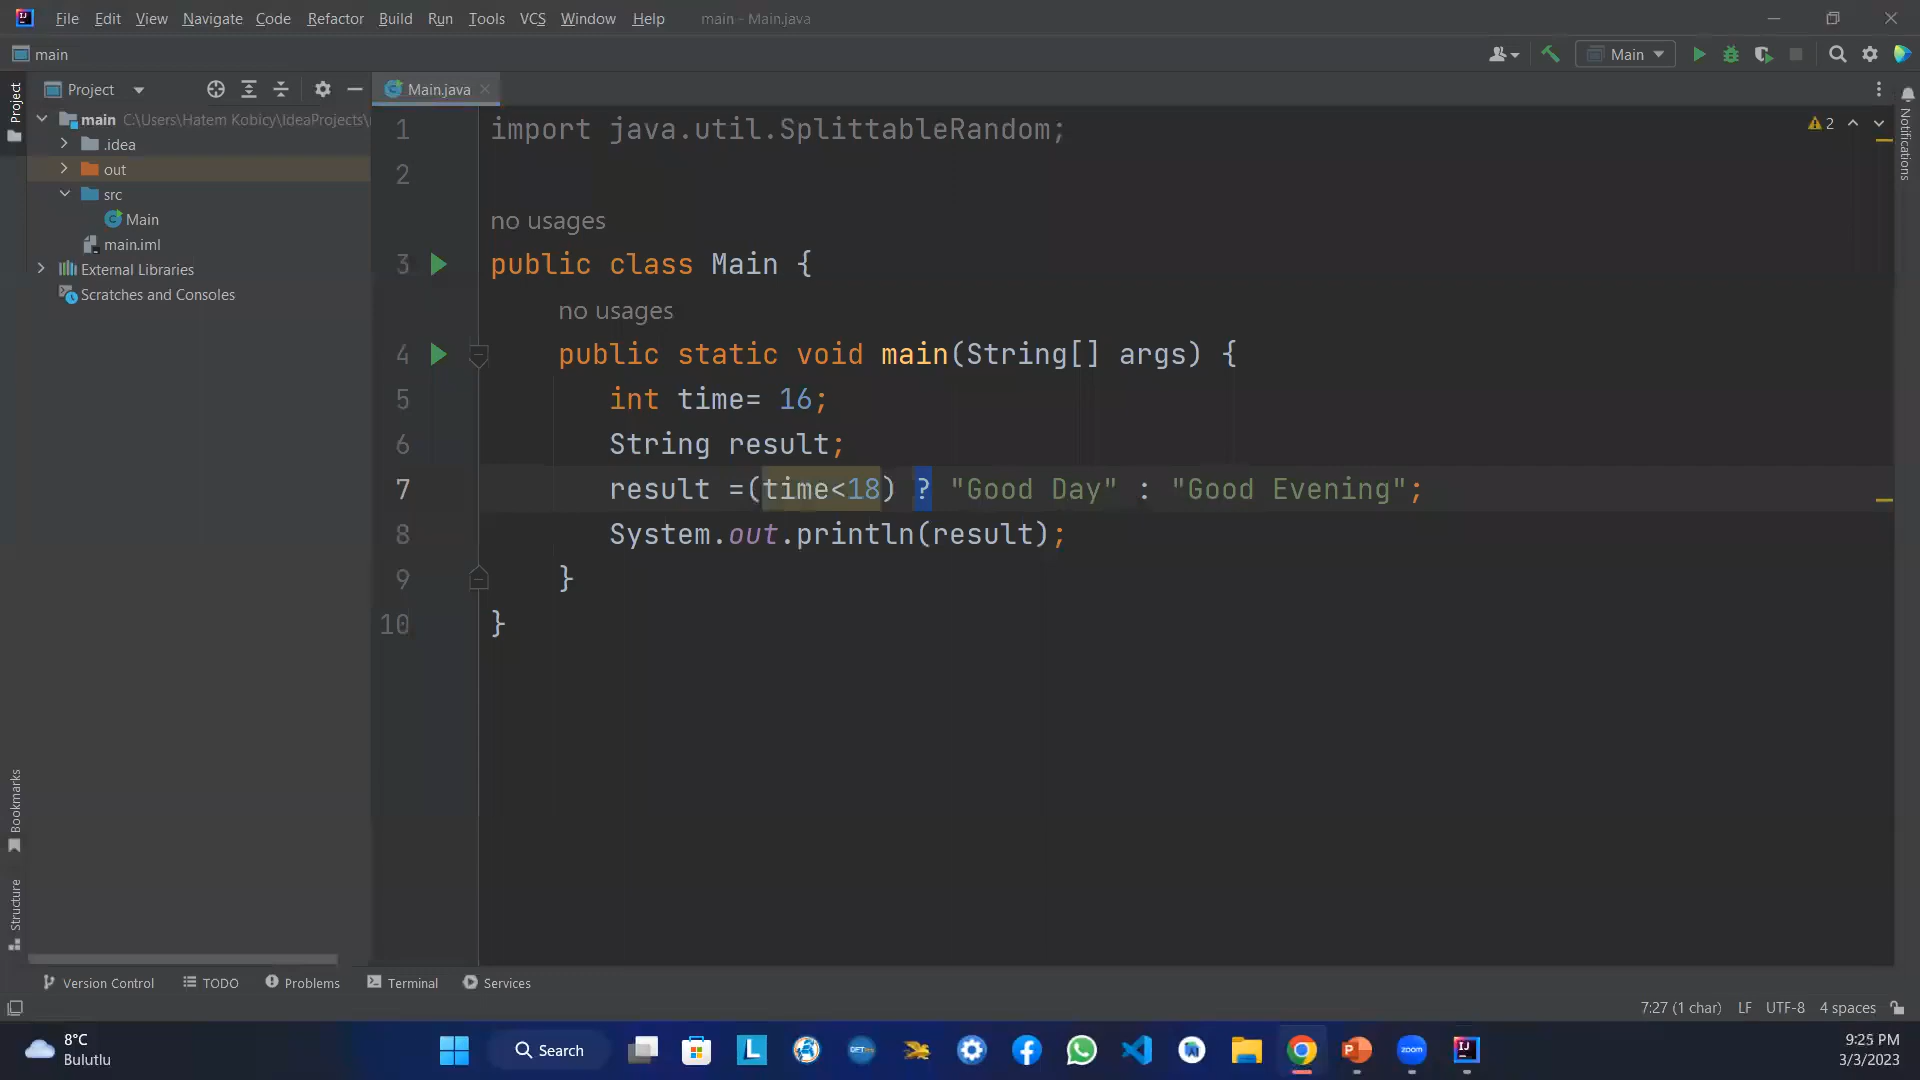 File Edit View Navigate Code Refactor Build Run Tools VCS Window Help main - Main.java
main
Main
Project
Project
Main.java
main C:\Users\Hatem Kobicy\IdeaProjects\
.idea
out
src
Main
main.iml
External Libraries
Scratches and Consoles
Bookmarks
Structure
1 import java.util.SplittableRandom;
2
no usages
3 public class Main {
no usages
4 public static void main(String[] args) {
5 int time= 16;
6 String result;
7 result =(time<18) ? "Good Day" : "Good Evening";
8 System.out.println(result);
9 }
10 }
2
Notifications
Version Control TODO Problems Terminal Services
7:27 (1 char) LF UTF-8 4 spaces
8°C
Bulutlu
Search
L
zoom
IJ
9:25 PM
3/3/2023